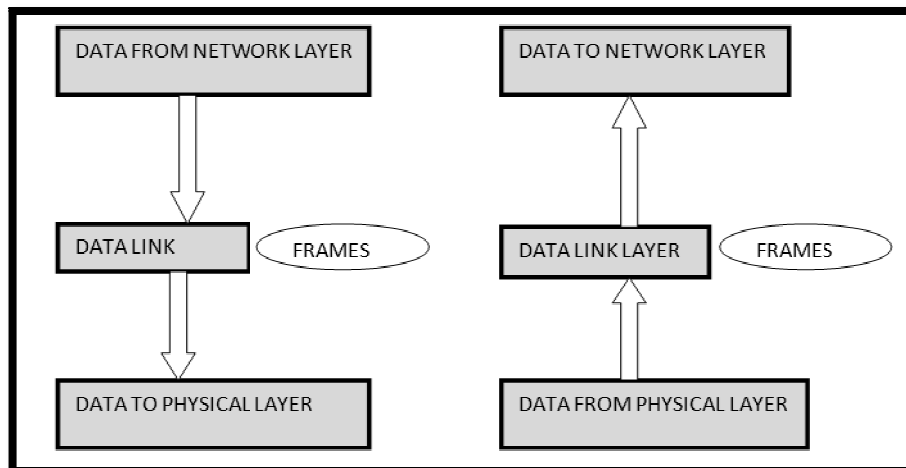 DATA FROM NETWORK LAYER
DATA LINK
FRAMES
DATA TO PHYSICAL LAYER
DATA TO NETWORK LAYER
DATA LINK LAYER
FRAMES
DATA FROM PHYSICAL LAYER